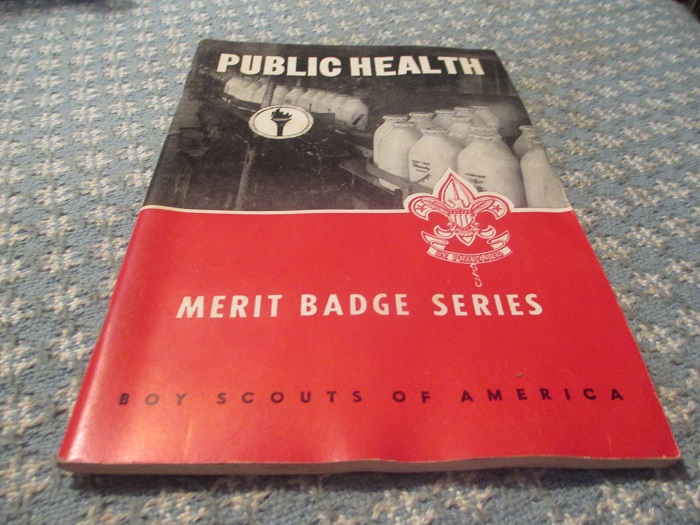 PUBLIC HEALTH
MERIT BADGE SERIES
BOY SCOUTS OF AMERICA